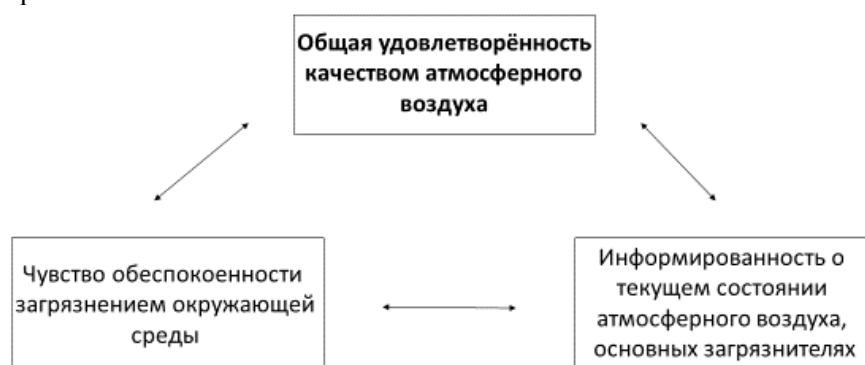 Общая удовлетворённость
качеством атмосферного
воздуха
Чувство обеспокоенности
загрязнением окружающей
среды
Информированность о
текущем состоянии
атмосферного воздуха,
основных загрязнителях